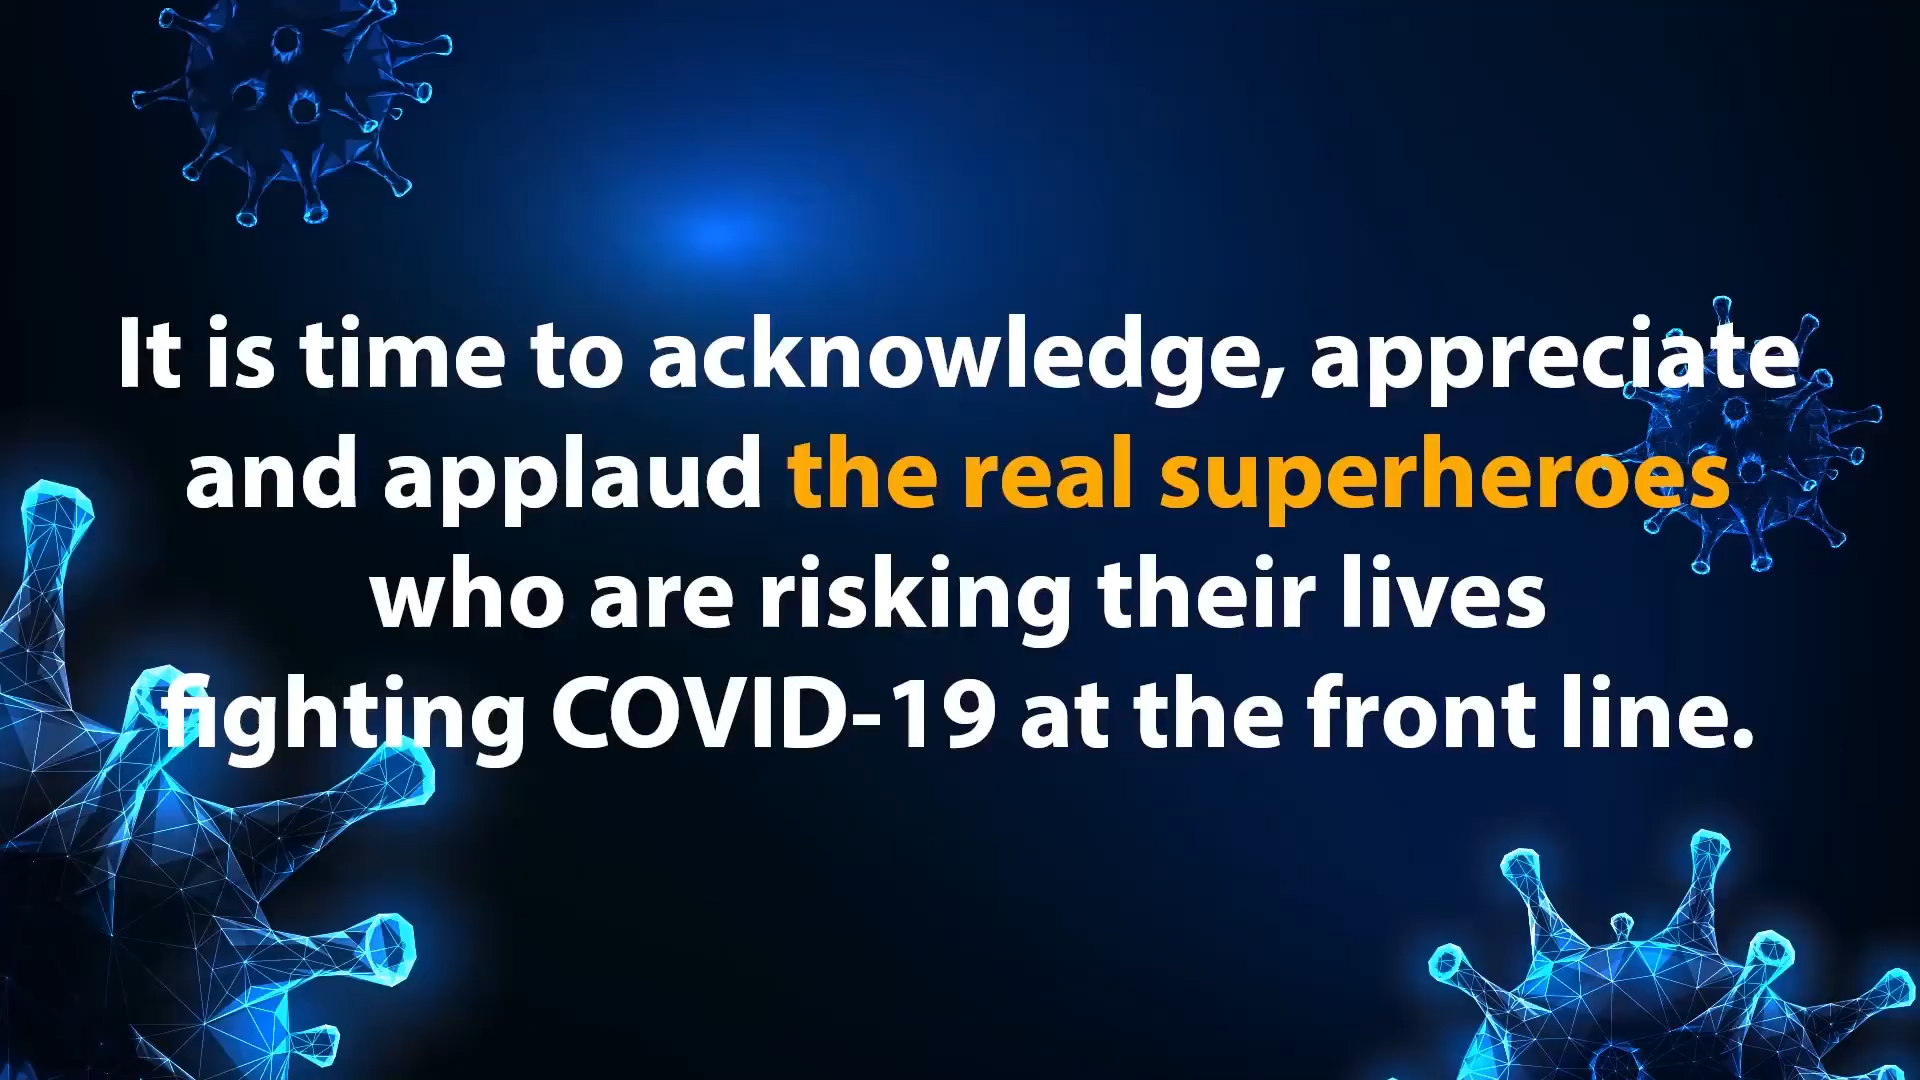 It is time to acknowledge, appreciate
and applaud the real superheroes
who are risking their lives
fighting COVID-19 at the front line.